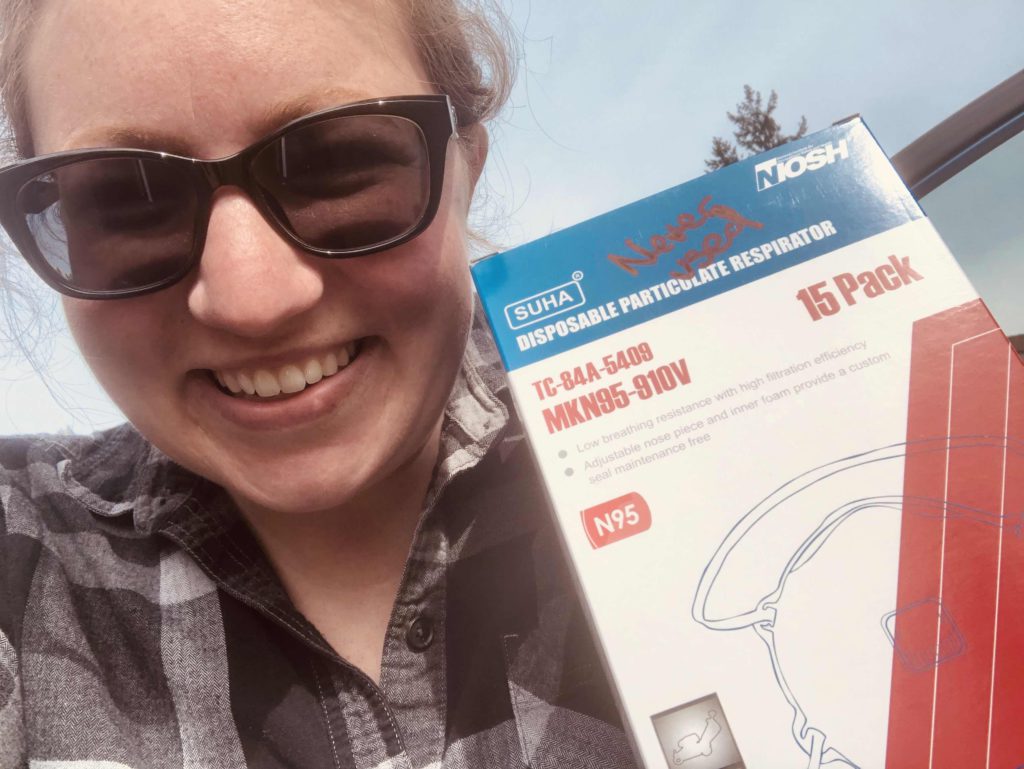 NIOSH
Never
used
SUHA®
DISPOSABLE PARTICULATE RESPIRATOR
15 Pack
TC-84A-5409
MKN95-910V
● Low breathing resistance with high filtration efficiency
● Adjustable nose piece and inner foam provide a custom
seal maintenance free
N95